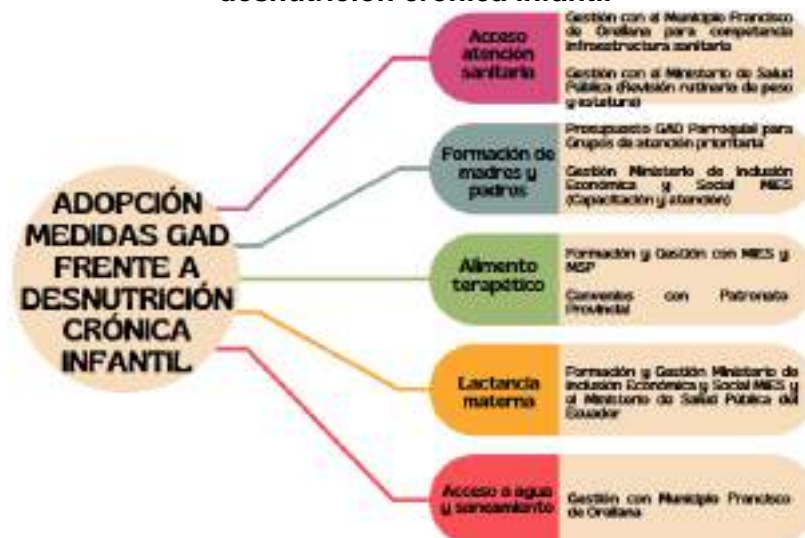 desnutrición crónica infantil
ADOPCIÓN
MEDIDAS GAD
FRENTE A
DESNUTRICIÓN
CRÓNICA
INFANTIL
Acceso
atención
sanitaria
Gestión con el Municipio Francisco
de Orellana para competencia
infraestructura sanitaria
Gestión con el Ministerio de Salud
Pública (Revisión rutinaria de peso
y estatura)
Formación de
madres y
padres
Presupuesto GAD Parroquial para
Grupos de atención prioritaria
Gestión Ministerio de Inclusión
Económica y Social MIES
(Capacitación y atención)
Alimento
terapético
Formación y Gestión con MIES y
MSP
Convenios con Patronato
Provincial
Lactancia
materna
Formación y Gestión Ministerio de
Inclusión Económica y Social MIES y
el Ministerio de Salud Pública del
Ecuador
Acceso a agua
y saneamiento
Gestión con Municipio Francisco
de Orellana